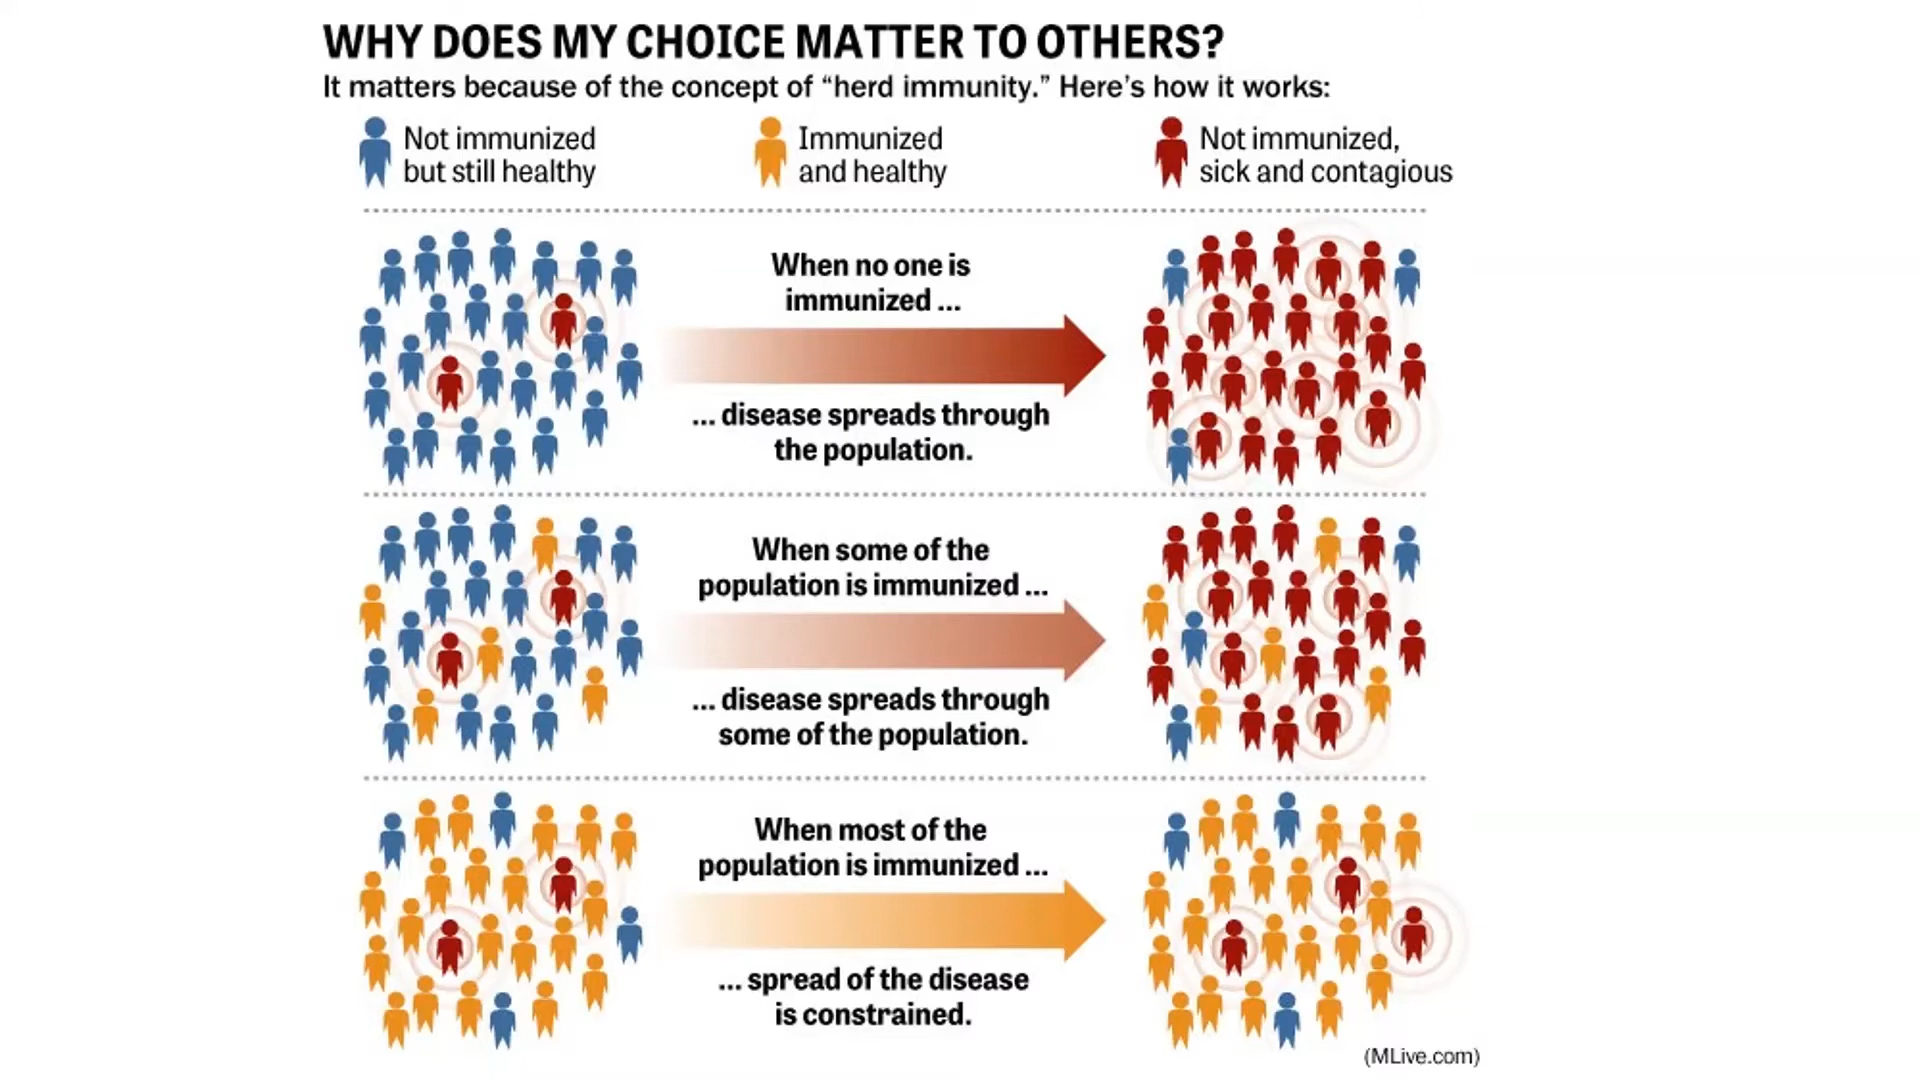 WHY DOES MY CHOICE MATTER TO OTHERS?
It matters because of the concept of “herd immunity.” Here’s how it works:
Not immunized
but still healthy
Immunized
and healthy
Not immunized,
sick and contagious
When no one is
immunized ...
... disease spreads through
the population.
When some of the
population is immunized ...
... disease spreads through
some of the population.
When most of the
population is immunized ...
... spread of the disease
is constrained.
(MLive.com)